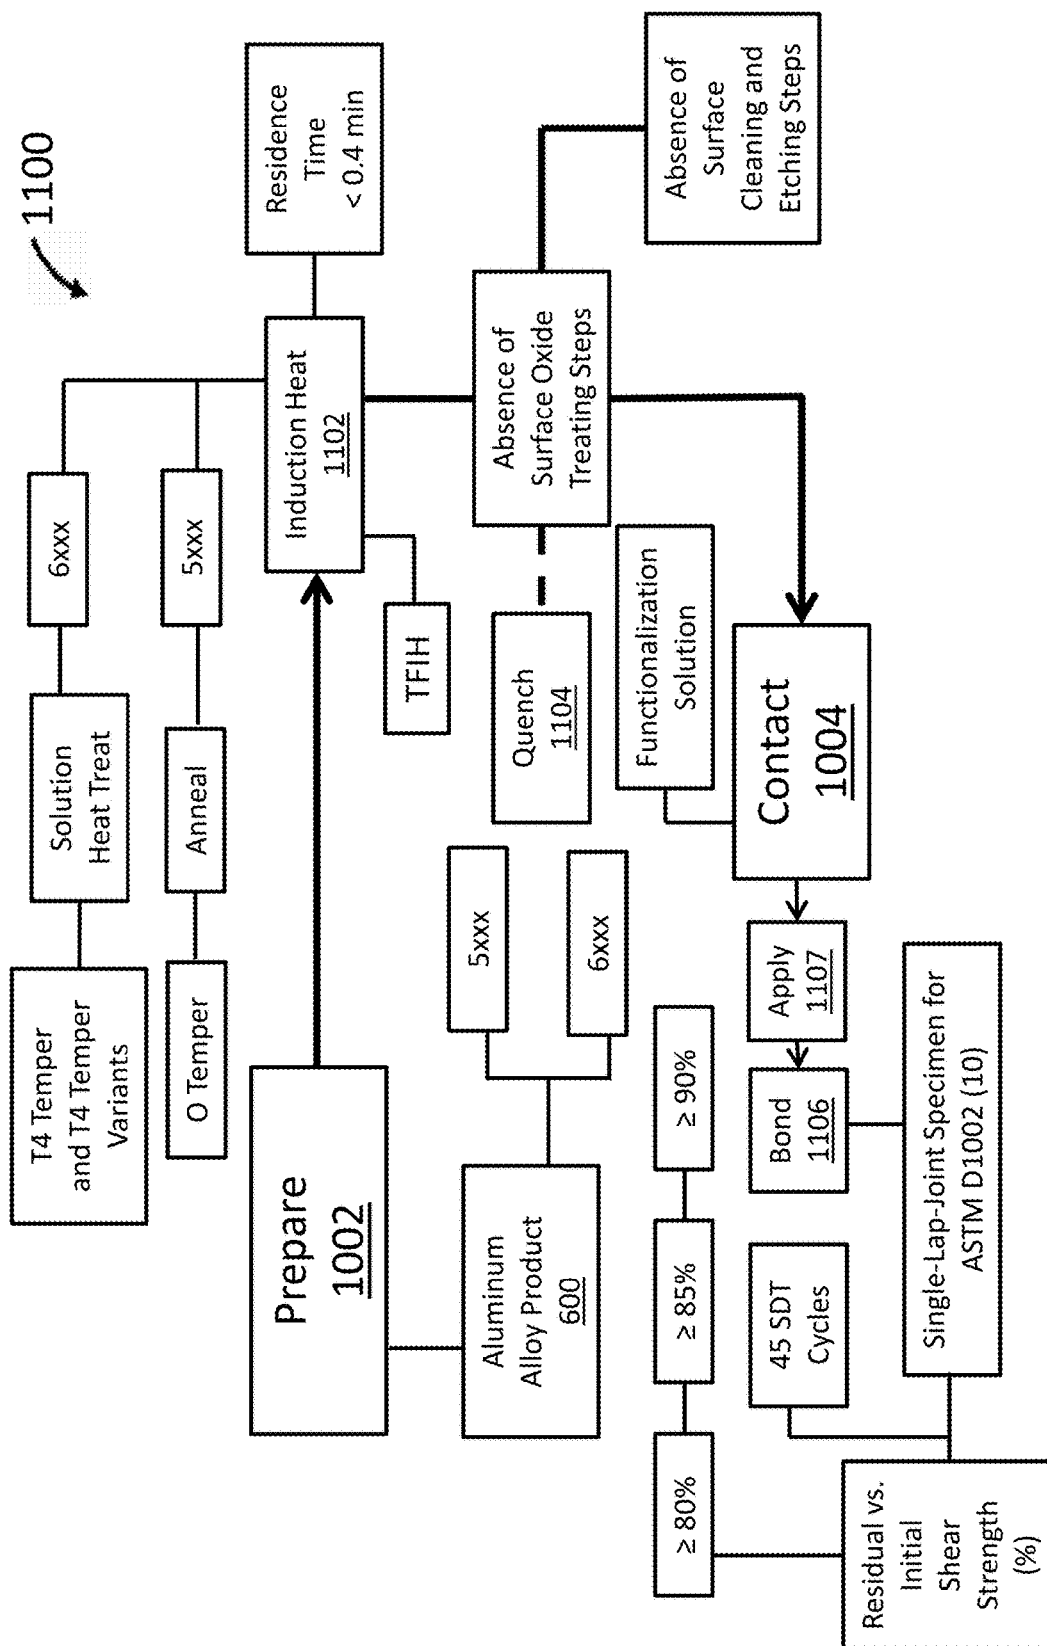 1100
T4 Temper
and T4 Temper
Variants
Solution
Heat Treat
6xxx
O Temper
Anneal
5xxx
Prepare
1002
Induction Heat
1102
Residence
Time
< 0.4 min
TFIH
Aluminum
Alloy Product
600
5xxx
6xxx
Quench
1104
Absence of
Surface Oxide
Treating Steps
Absence of
Surface
Cleaning and
Etching Steps
Functionalization
Solution
Contact
1004
Apply
1107
Bond
1106
≥ 80%
≥ 85%
≥ 90%
45 SDT
Cycles
Single-Lap-Joint Specimen for
ASTM D1002 (10)
Residual vs.
Initial
Shear
Strength
(%)